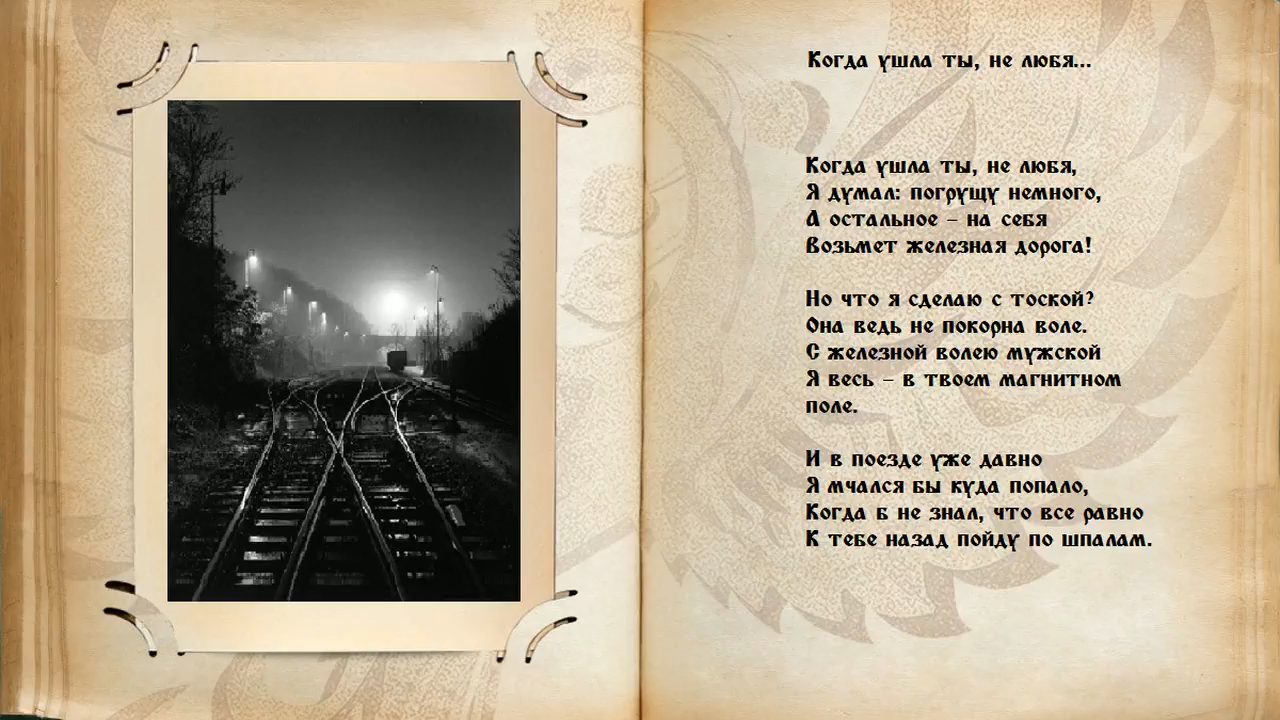 Когда ушла ты, не любя...
Когда ушла ты, не любя,
Я думал: погрущу немного,
А остальное – на себя
Возьмет железная дорога!
Но что я сделаю с тоской?
Она ведь не покорна воле.
С железной волею мужской
Я весь – в твоем магнитном
поле.
И в поезде уже давно
Я мчался бы куда попало,
Когда б не знал, что все равно
К тебе назад пойду по шпалам.